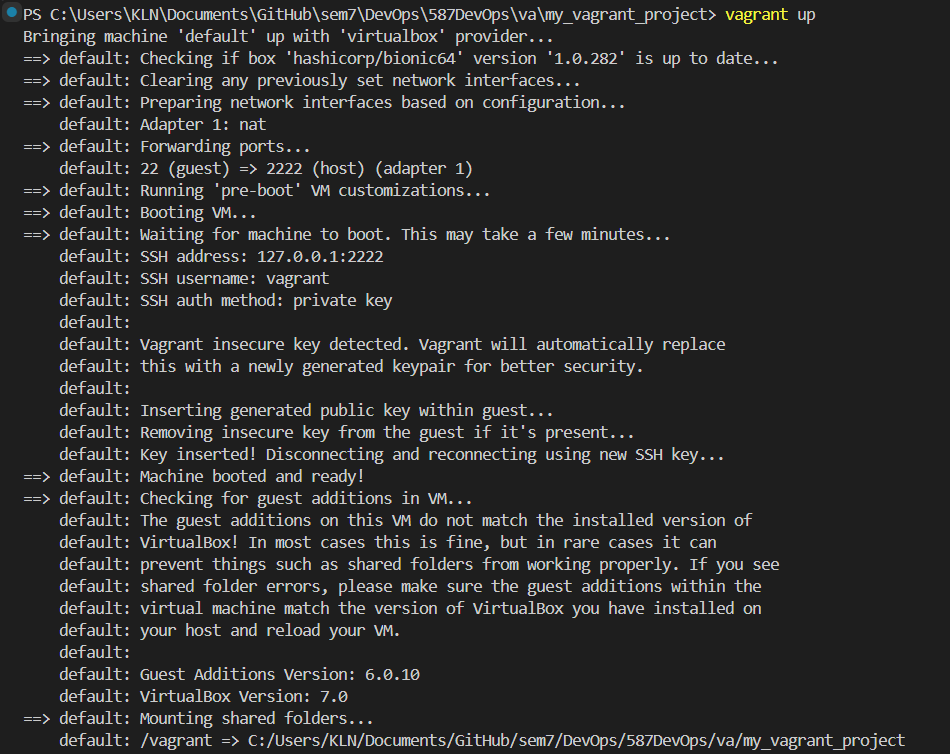 PS C:\Users\KLN\Documents\GitHub\sem7\DevOps\587DevOps\va\my_vagrant_project> vagrant up
Bringing machine 'default' up with 'virtualbox' provider...
==> default: Checking if box 'hashicorp/bionic64' version '1.0.282' is up to date...
==> default: Clearing any previously set network interfaces...
==> default: Preparing network interfaces based on configuration...
    default: Adapter 1: nat
==> default: Forwarding ports...
    default: 22 (guest) => 2222 (host) (adapter 1)
==> default: Running 'pre-boot' VM customizations...
==> default: Booting VM...
==> default: Waiting for machine to boot. This may take a few minutes...
    default: SSH address: 127.0.0.1:2222
    default: SSH username: vagrant
    default: SSH auth method: private key
    default:
    default: Vagrant insecure key detected. Vagrant will automatically replace
    default: this with a newly generated keypair for better security.
    default:
    default: Inserting generated public key within guest...
    default: Removing insecure key from the guest if it's present...
    default: Key inserted! Disconnecting and reconnecting using new SSH key...
==> default: Machine booted and ready!
==> default: Checking for guest additions in VM...
    default: The guest additions on this VM do not match the installed version of
    default: VirtualBox! In most cases this is fine, but in rare cases it can
    default: prevent things such as shared folders from working properly. If you see
    default: shared folder errors, please make sure the guest additions within the
    default: virtual machine match the version of VirtualBox you have installed on
    default: your host and reload your VM.
    default:
    default: Guest Additions Version: 6.0.10
    default: VirtualBox Version: 7.0
==> default: Mounting shared folders...
    default: /vagrant => C:/Users/KLN/Documents/GitHub/sem7/DevOps/587DevOps/va/my_vagrant_project